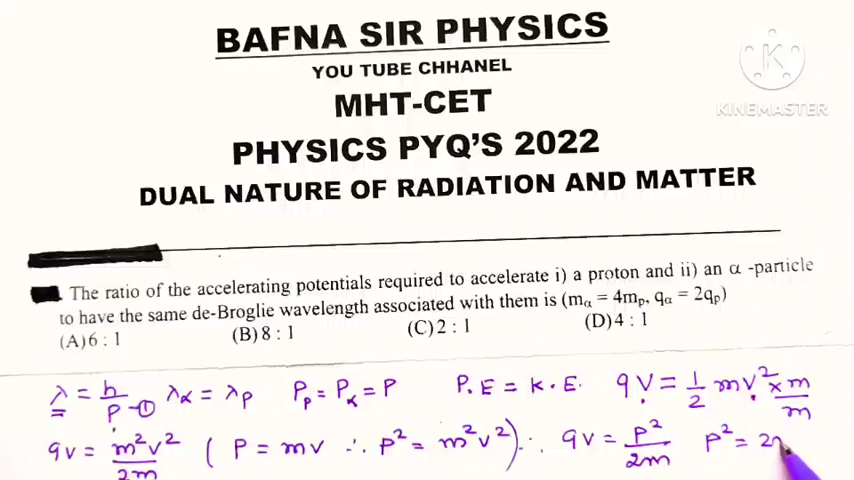 BAFNA SIR PHYSICS
YOU TUBE CHHANEL
MHT-CET
PHYSICS PYQ'S 2022
DUAL NATURE OF RADIATION AND MATTER
K
KINEMASTER
. The ratio of the accelerating potentials required to accelerate i) a proton and ii) an α -particle
to have the same de-Broglie wavelength associated with them is (mα = 4mp, qα = 2qp)
(A) 6 : 1 (B) 8 : 1 (C) 2 : 1 (D) 4 : 1
λ = h/P -① λα = λp Pp = Pα = P P.E = K.E. qV = 1/2 mv² × m/m
qv = m²v²/2m ( P = mv ∴ p² = m²v² ) ∴ qv = p²/2m p² = 2m